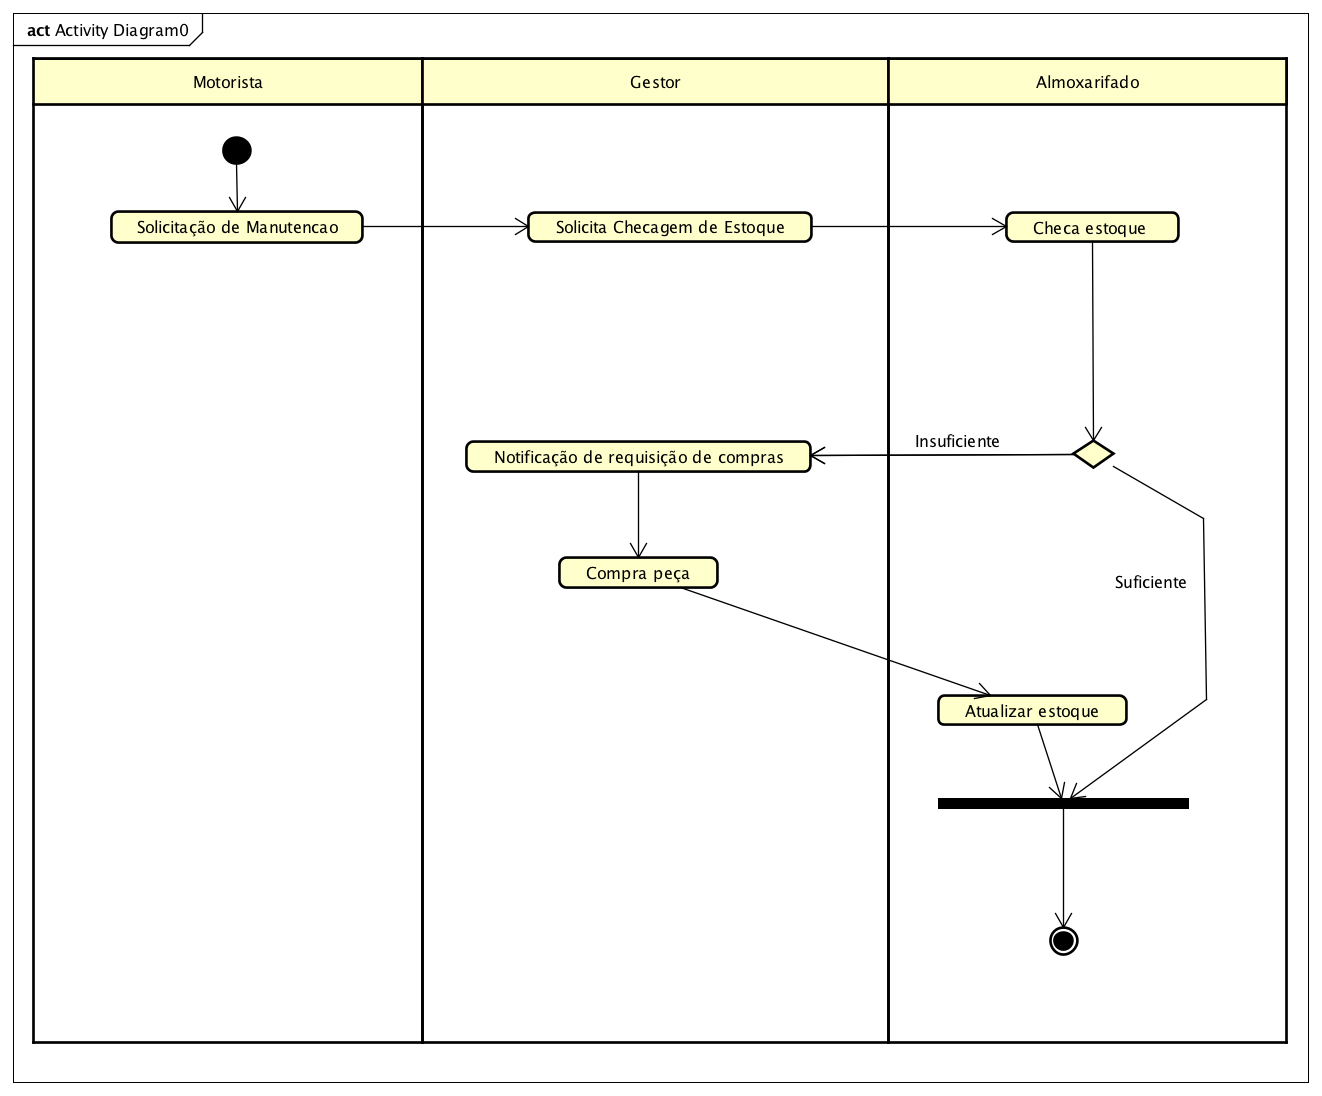 act Activity Diagram0
Motorista
Gestor
Almoxarifado
Solicitação de Manutencao
Solicita Checagem de Estoque
Checa estoque
Insuficiente
Notificação de requisição de compras
Compra peça
Suficiente
Atualizar estoque